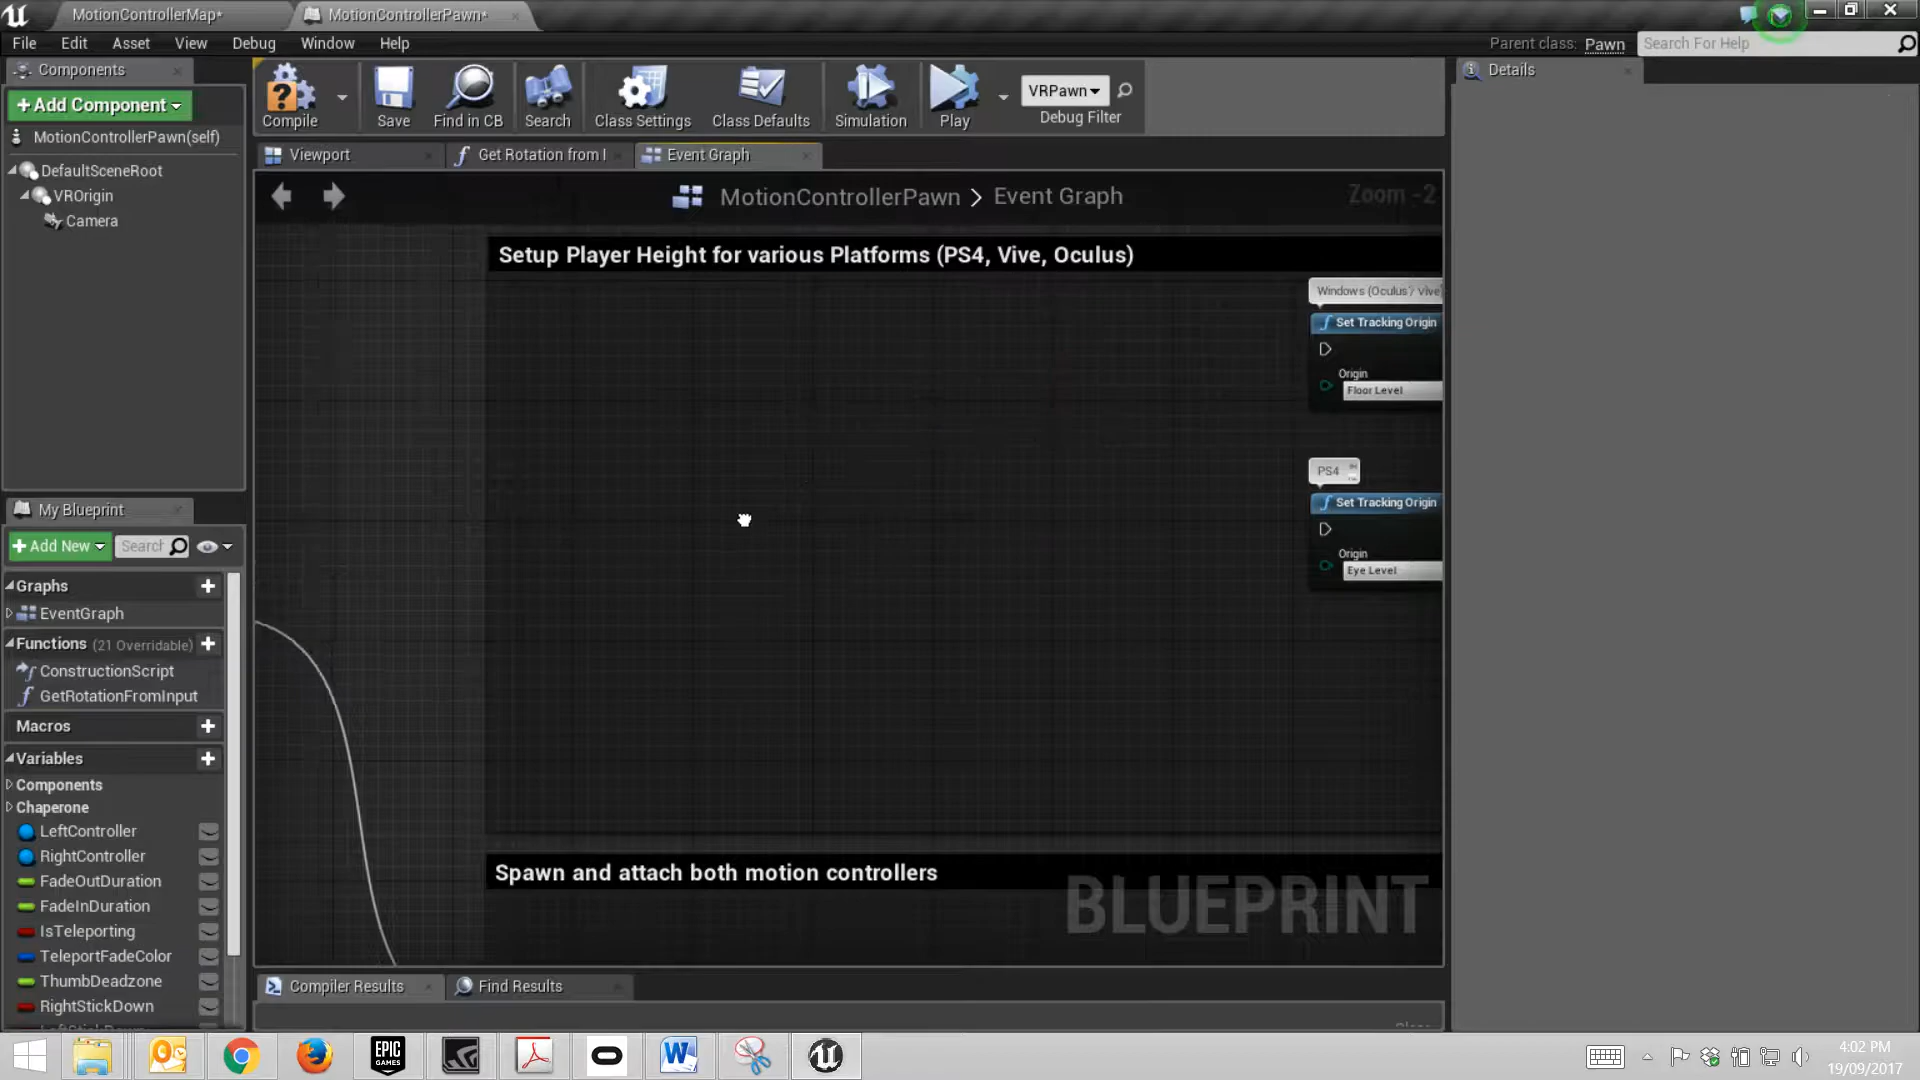 MotionControllerMap*
MotionControllerPawn*
File Edit Asset View Debug Window Help
Parent class: Pawn
Search For Help
Components
Details
+Add Component
MotionControllerPawn(self)
DefaultSceneRoot
VROrigin
Camera
Compile
Save
Find in CB
Search
Class Settings
Class Defaults
Simulation
Play
VRPawn
Debug Filter
Viewport
Get Rotation from I
Event Graph
MotionControllerPawn > Event Graph
Zoom -2
Setup Player Height for various Platforms (PS4, Vive, Oculus)
Windows (Oculus / Vive)
Set Tracking Origin
Origin
Floor Level
PS4
Set Tracking Origin
Origin
Eye Level
Spawn and attach both motion controllers
BLUEPRINT
My Blueprint
+Add New
Search
Graphs
EventGraph
Functions (21 Overridable)
ConstructionScript
GetRotationFromInput
Macros
Variables
Components
Chaperone
LeftController
RightController
FadeOutDuration
FadeInDuration
IsTeleporting
TeleportFadeColor
ThumbDeadzone
RightStickDown
Compiler Results
Find Results
EPIC
GAMES
4:02 PM
19/09/2017